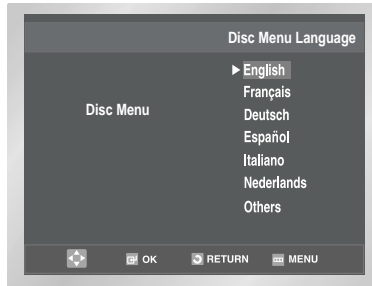 Disc Menu Language
English
Français
Disc Menu
Deutsch
Español
Italiano
Nederlands
Others
OK RETURN MENU